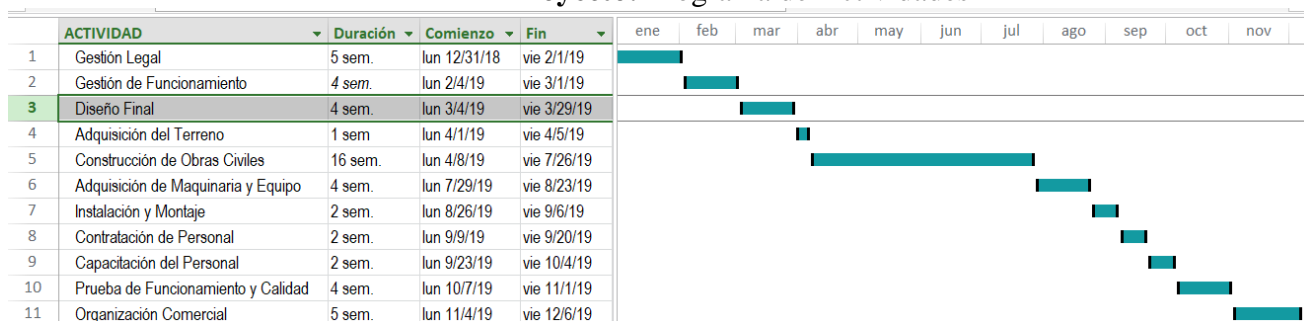 ACTIVIDAD Duración Comienzo Fin ene feb mar abr may jun jul ago sep oct nov
1 Gestión Legal 5 sem. lun 12/31/18 vie 2/1/19
2 Gestión de Funcionamiento 4 sem. lun 2/4/19 vie 3/1/19
3 Diseño Final 4 sem. lun 3/4/19 vie 3/29/19
4 Adquisición del Terreno 1 sem lun 4/1/19 vie 4/5/19
5 Construcción de Obras Civiles 16 sem. lun 4/8/19 vie 7/26/19
6 Adquisición de Maquinaria y Equipo 4 sem. lun 7/29/19 vie 8/23/19
7 Instalación y Montaje 2 sem. lun 8/26/19 vie 9/6/19
8 Contratación de Personal 2 sem. lun 9/9/19 vie 9/20/19
9 Capacitación del Personal 2 sem. lun 9/23/19 vie 10/4/19
10 Prueba de Funcionamiento y Calidad 4 sem. lun 10/7/19 vie 11/1/19
11 Organización Comercial 5 sem. lun 11/4/19 vie 12/6/19